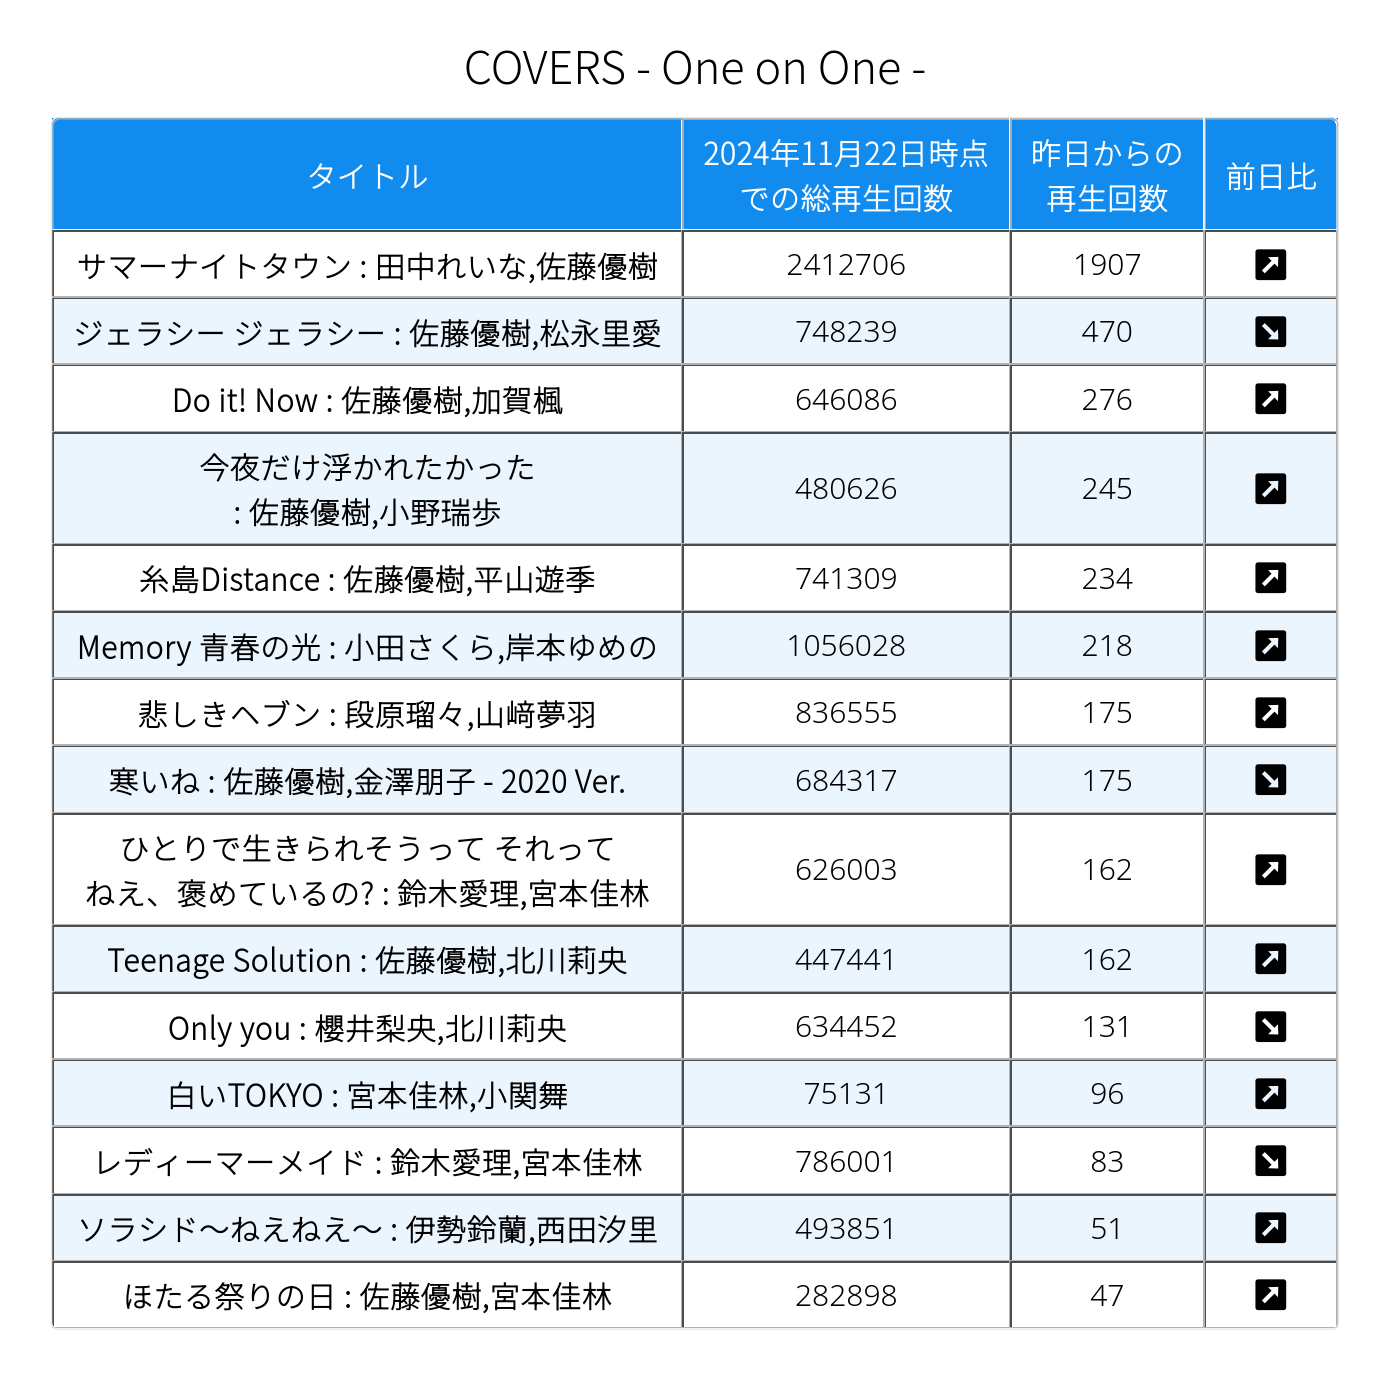 COVERS - One on One -
タイトル
2024年11月22日時点
での総再生回数
昨日からの
再生回数
前日比
サマーナイトタウン : 田中れいな,佐藤優樹
2412706
1907
↗
ジェラシー ジェラシー : 佐藤優樹,松永里愛
748239
470
↘
Do it! Now : 佐藤優樹,加賀楓
646086
276
↗
今夜だけ浮かれたかった
: 佐藤優樹,小野瑞歩
480626
245
↗
糸島Distance : 佐藤優樹,平山遊季
741309
234
↗
Memory 青春の光 : 小田さくら,岸本ゆめの
1056028
218
↗
悲しきヘブン : 段原瑠々,山﨑夢羽
836555
175
↗
寒いね : 佐藤優樹,金澤朋子 - 2020 Ver.
684317
175
↘
ひとりで生きられそうって それって
ねえ、褒めているの? : 鈴木愛理,宮本佳林
626003
162
↗
Teenage Solution : 佐藤優樹,北川莉央
447441
162
↗
Only you : 櫻井梨央,北川莉央
634452
131
↘
白いTOKYO : 宮本佳林,小関舞
75131
96
↗
レディーマーメイド : 鈴木愛理,宮本佳林
786001
83
↘
ソラシド〜ねえねえ〜 : 伊勢鈴蘭,西田汐里
493851
51
↗
ほたる祭りの日 : 佐藤優樹,宮本佳林
282898
47
↗